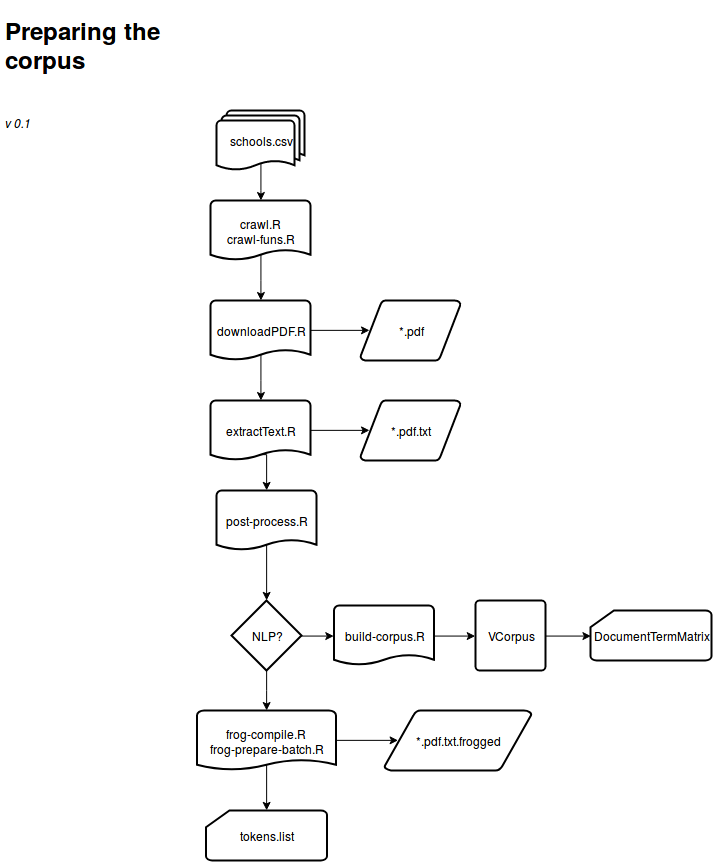 Preparing the
corpus
v 0.1
schools.csv
crawl.R
crawl-funs.R
downloadPDF.R
*.pdf
extractText.R
*.pdf.txt
post-process.R
NLP?
build-corpus.R
VCorpus
DocumentTermMatrix
frog-compile.R
frog-prepare-batch.R
*.pdf.txt.frogged
tokens.list